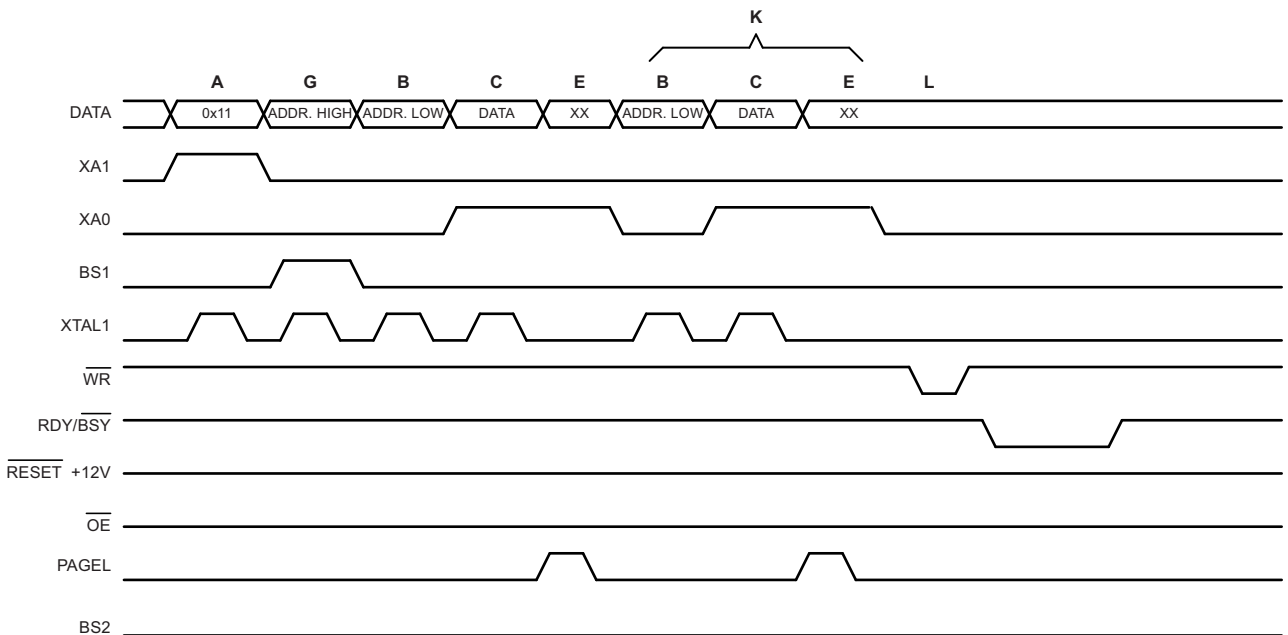 K
A G B C E B C E L
DATA 0x11 ADDR. HIGH ADDR. LOW DATA XX ADDR. LOW DATA XX
XA1
XA0
BS1
XTAL1
WR
RDY/BSY
RESET +12V
OE
PAGEL
BS2